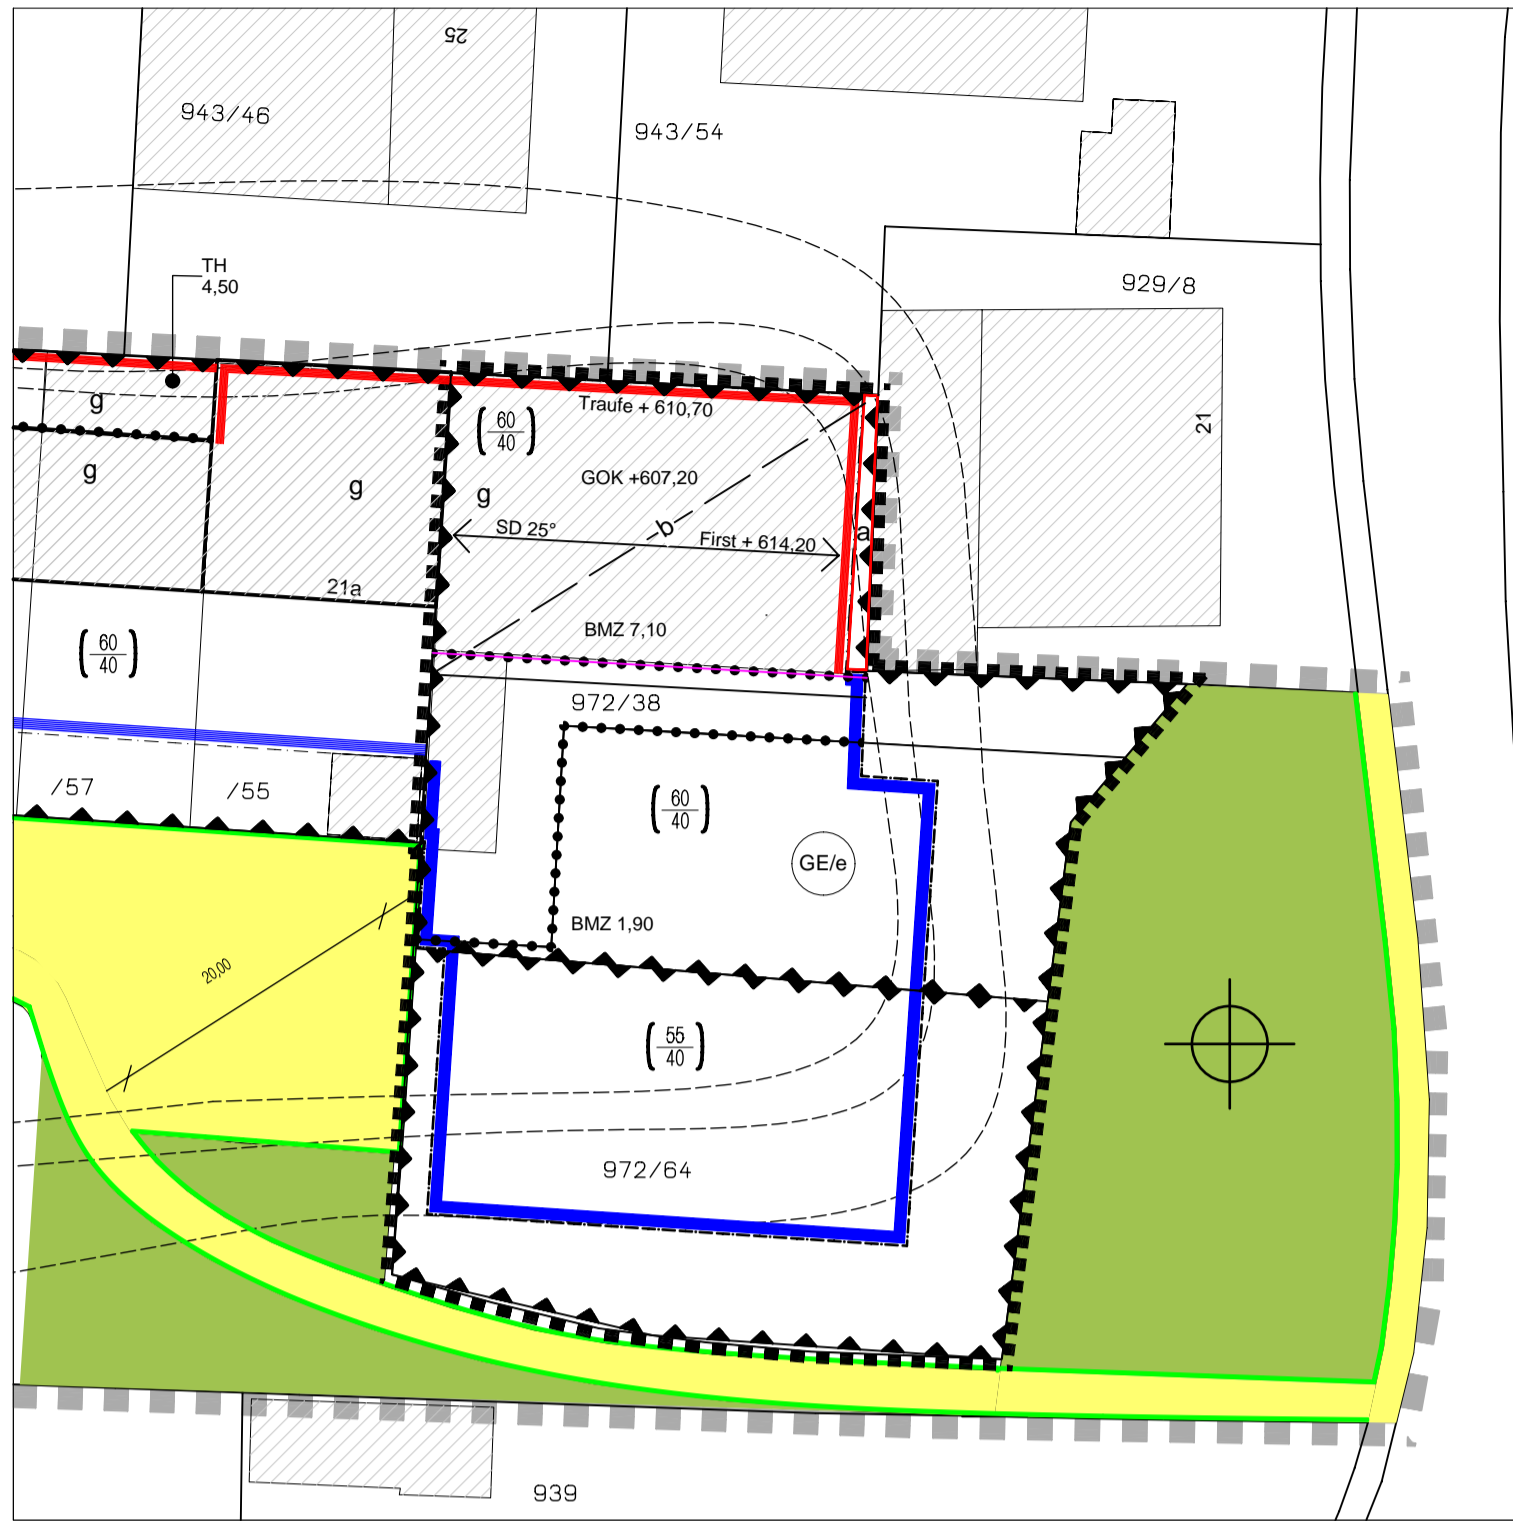 25
943/46
943/54
TH
4,50
929/8
g
60
40
Traufe + 610,70
21
g
g
g
GOK +607,20
SD 25°
b
First + 614,20
a
21a
BMZ 7,10
60
40
972/38
/57
/55
60
40
GE/e
BMZ 1,90
20,00
55
40
972/64
939